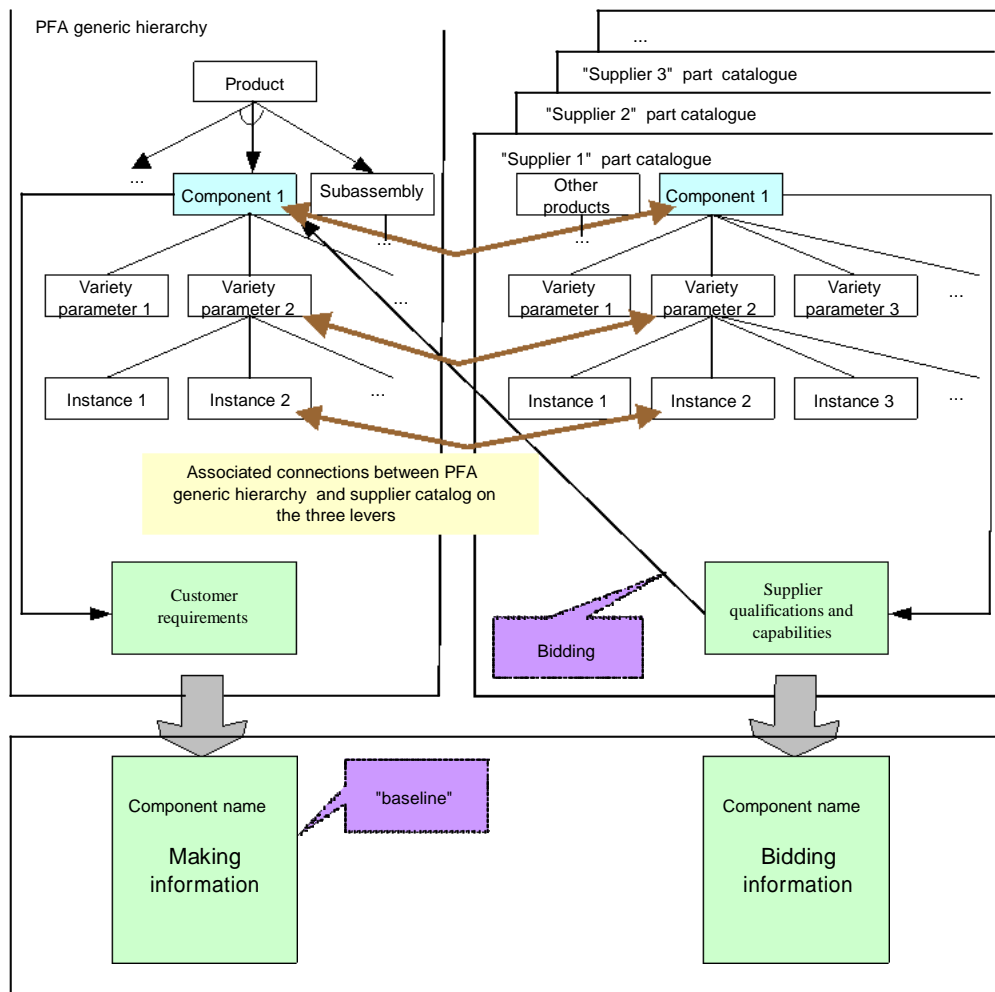 PFA generic hierarchy
Product
...
Component 1
Subassembly
...
Variety
parameter 1
Variety
parameter 2
...
Instance 1
Instance 2
...
...
"Supplier 3" part catalogue
"Supplier 2" part catalogue
"Supplier 1" part catalogue
Other
products
...
Component 1
Variety
parameter 1
Variety
parameter 2
Variety
parameter 3
...
Instance 1
Instance 2
Instance 3
...
Associated connections between PFA
generic hierarchy and supplier catalog on
the three levers
Customer
requirements
Bidding
Supplier
qualifications and
capabilities
Component name
Making
information
"baseline"
Component name
Bidding
information